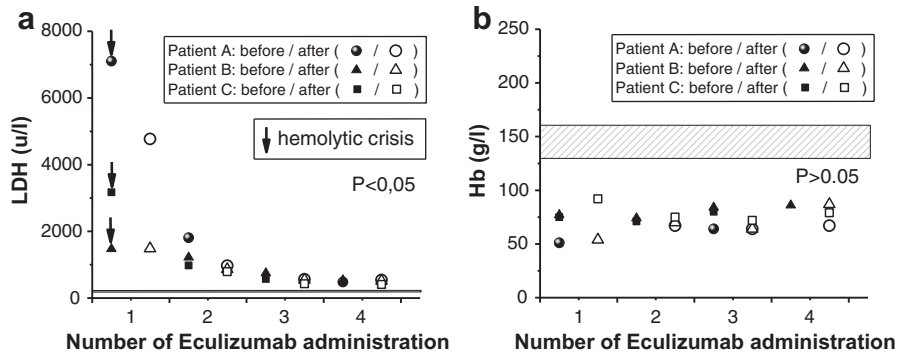 a
8000
6000
4000
2000
0
LDH (u/l)
Patient A: before / after ( / )
Patient B: before / after ( / )
Patient C: before / after ( / )
hemolytic crisis
P<0,05
1 2 3 4
Number of Eculizumab administration
b
250
200
150
100
50
0
Hb (g/l)
Patient A: before / after ( / )
Patient B: before / after ( / )
Patient C: before / after ( / )
P>0.05
1 2 3 4
Number of Eculizumab administration